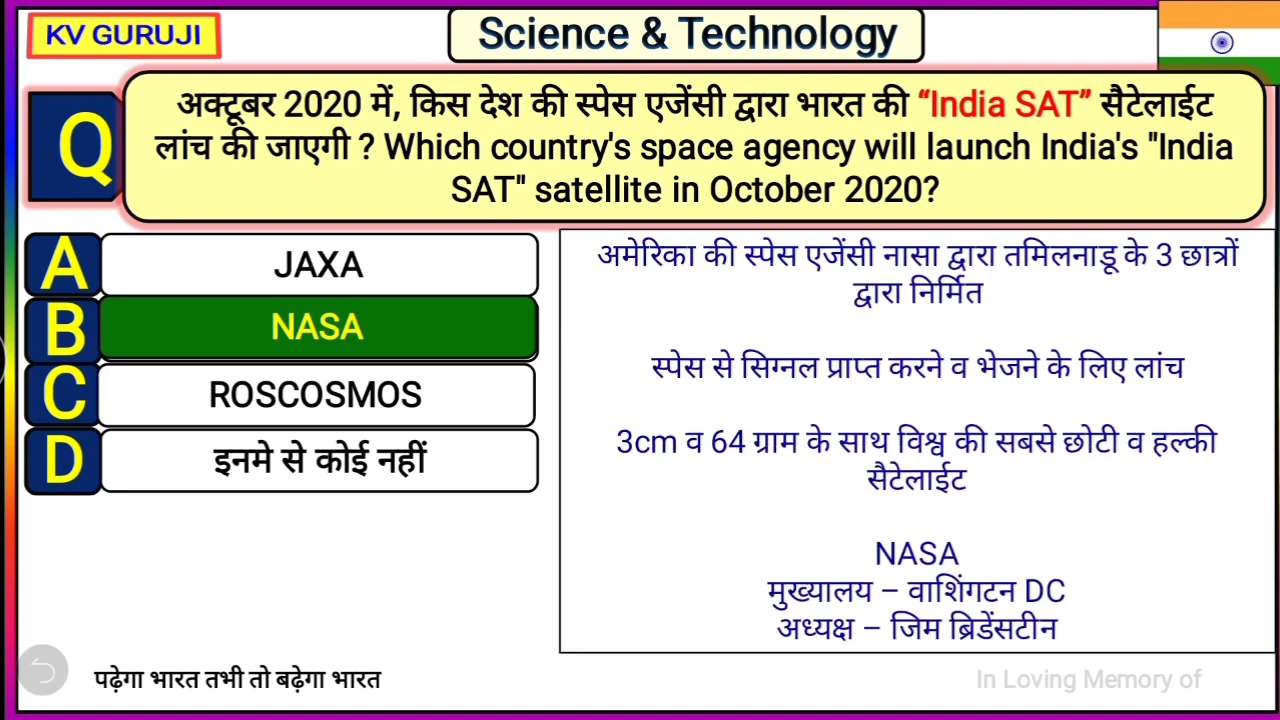 KV GURUJI
Science & Technology
Q
अक्टूबर 2020 में, किस देश की स्पेस एजेंसी द्वारा भारत की “India SAT” सैटेलाईट
लांच की जाएगी ? Which country's space agency will launch India's "India
SAT" satellite in October 2020?
A
JAXA
B
NASA
C
ROSCOSMOS
D
इनमे से कोई नहीं
अमेरिका की स्पेस एजेंसी नासा द्वारा तमिलनाडू के 3 छात्रों
द्वारा निर्मित
स्पेस से सिग्नल प्राप्त करने व भेजने के लिए लांच
3cm व 64 ग्राम के साथ विश्व की सबसे छोटी व हल्की
सैटेलाईट
NASA
मुख्यालय – वाशिंगटन DC
अध्यक्ष – जिम ब्रिडेंसटीन
पढ़ेगा भारत तभी तो बढ़ेगा भारत
In Loving Memory of